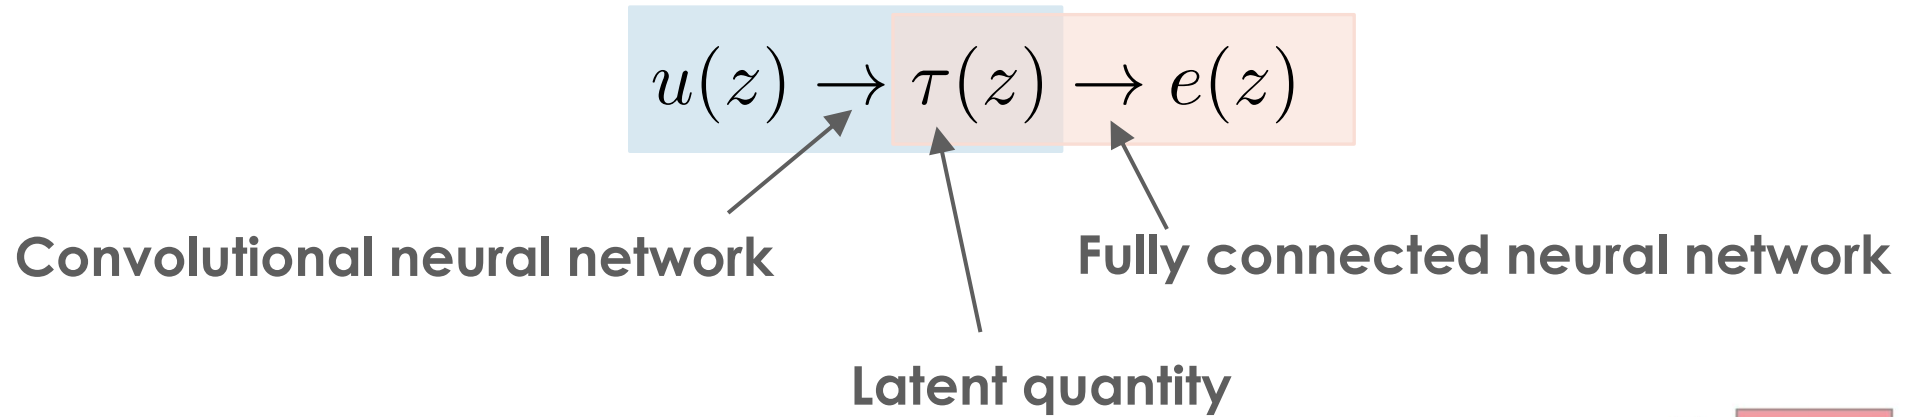 u(z) → τ(z) → e(z)
Convolutional neural network
Fully connected neural network
Latent quantity